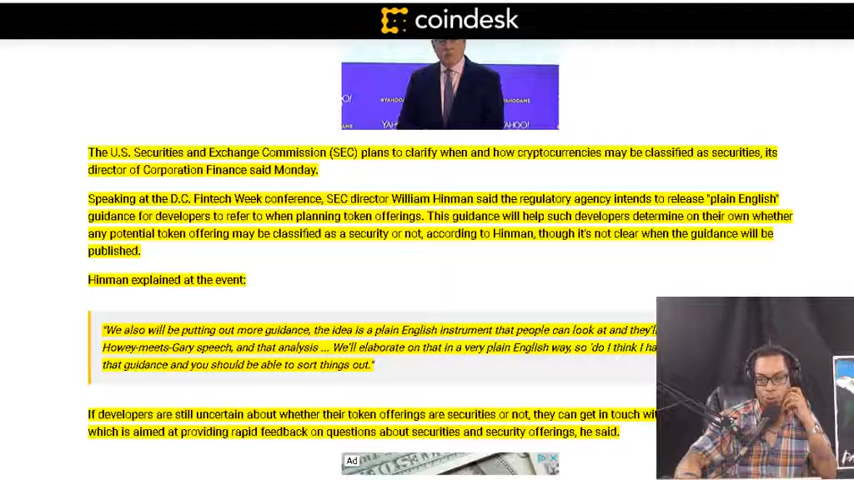 coindesk
#YAHOO
YAHOO!
The U.S. Securities and Exchange Commission (SEC) plans to clarify when and how cryptocurrencies may be classified as securities, its
director of Corporation Finance said Monday.
Speaking at the D.C. Fintech Week conference, SEC director William Hinman said the regulatory agency intends to release "plain English"
guidance for developers to refer to when planning token offerings. This guidance will help such developers determine on their own whether
any potential token offering may be classified as a security or not, according to Hinman, though it's not clear when the guidance will be
published.
Hinman explained at the event:
"We also will be putting out more guidance, the idea is a plain English instrument that people can look at and
Howey-meets-Gary speech, and that analysis ... We'll elaborate on that in a very plain English way, so 'do I think I
that guidance and you should be able to sort things out."
If developers are still uncertain about whether their token offerings are securities or not, they can get in touch
which is aimed at providing rapid feedback on questions about securities and security offerings, he said.
Ad